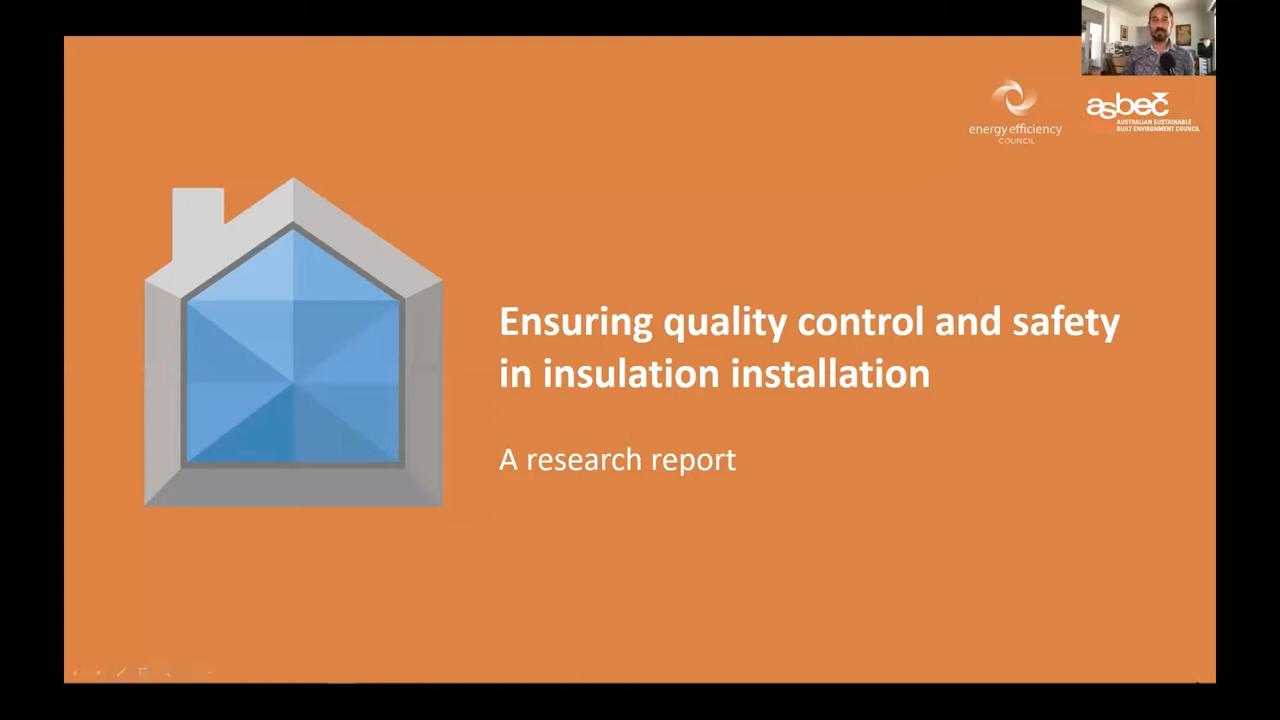 energy efficiency
COUNCIL
asbec
AUSTRALIAN SUSTAINABLE
BUILT ENVIRONMENT COUNCIL
Ensuring quality control and safety
in insulation installation
A research report